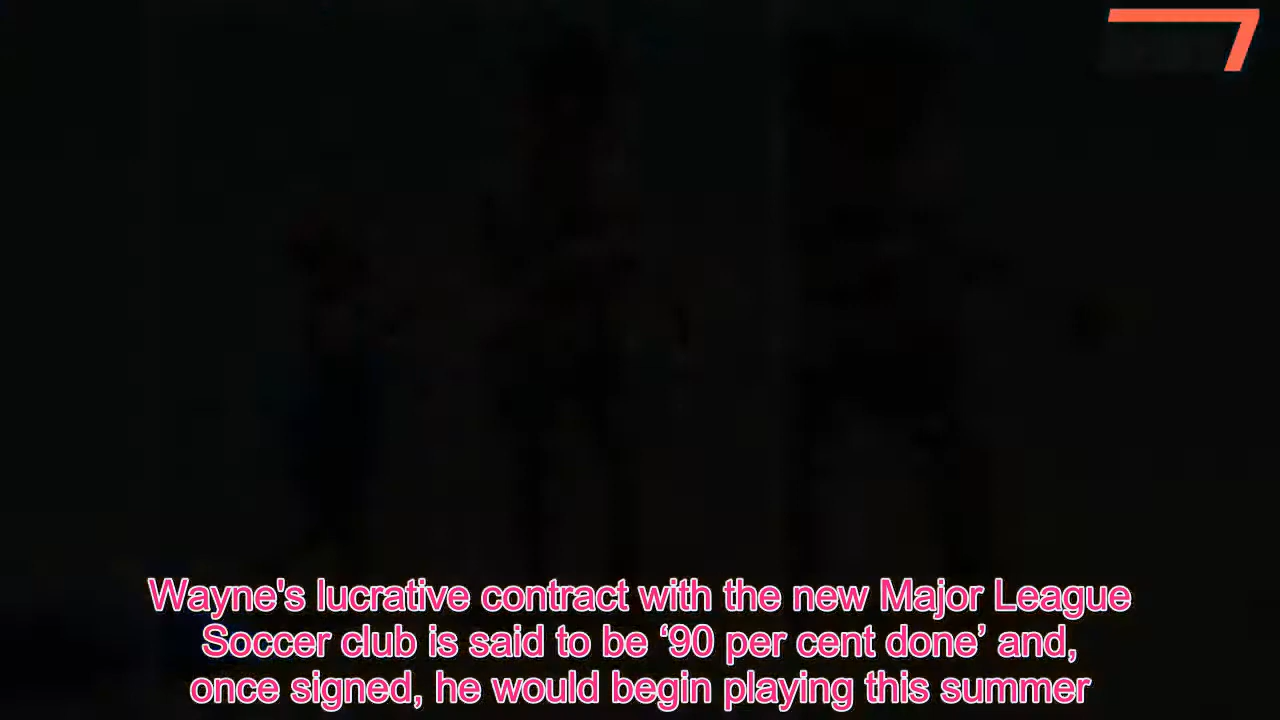 Wayne's lucrative contract with the new Major League
Soccer club is said to be ‘90 per cent done’ and,
once signed, he would begin playing this summer